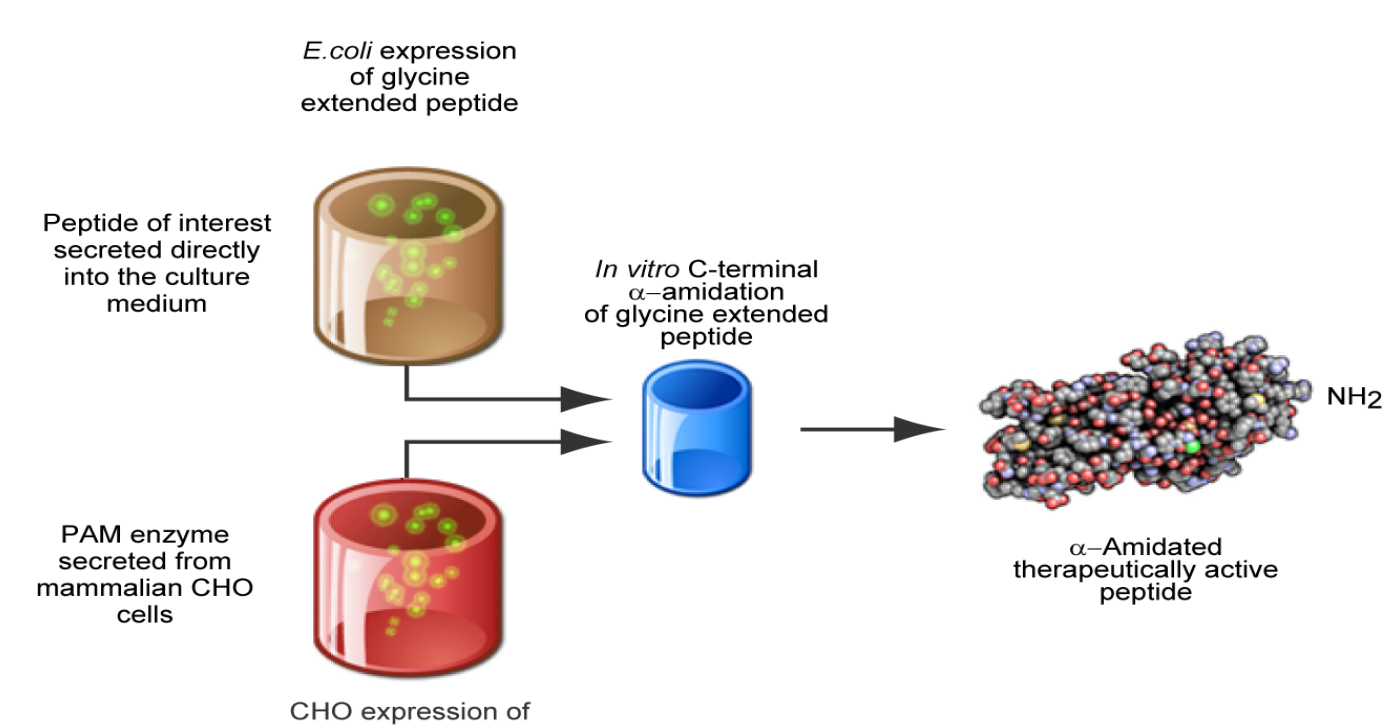 E.coli expression
of glycine
extended peptide
Peptide of interest
secreted directly
into the culture
medium
In vitro C-terminal
α–amidation
of glycine extended
peptide
NH2
PAM enzyme
secreted from
mammalian CHO
cells
α–Amidated
therapeutically active
peptide
CHO expression of